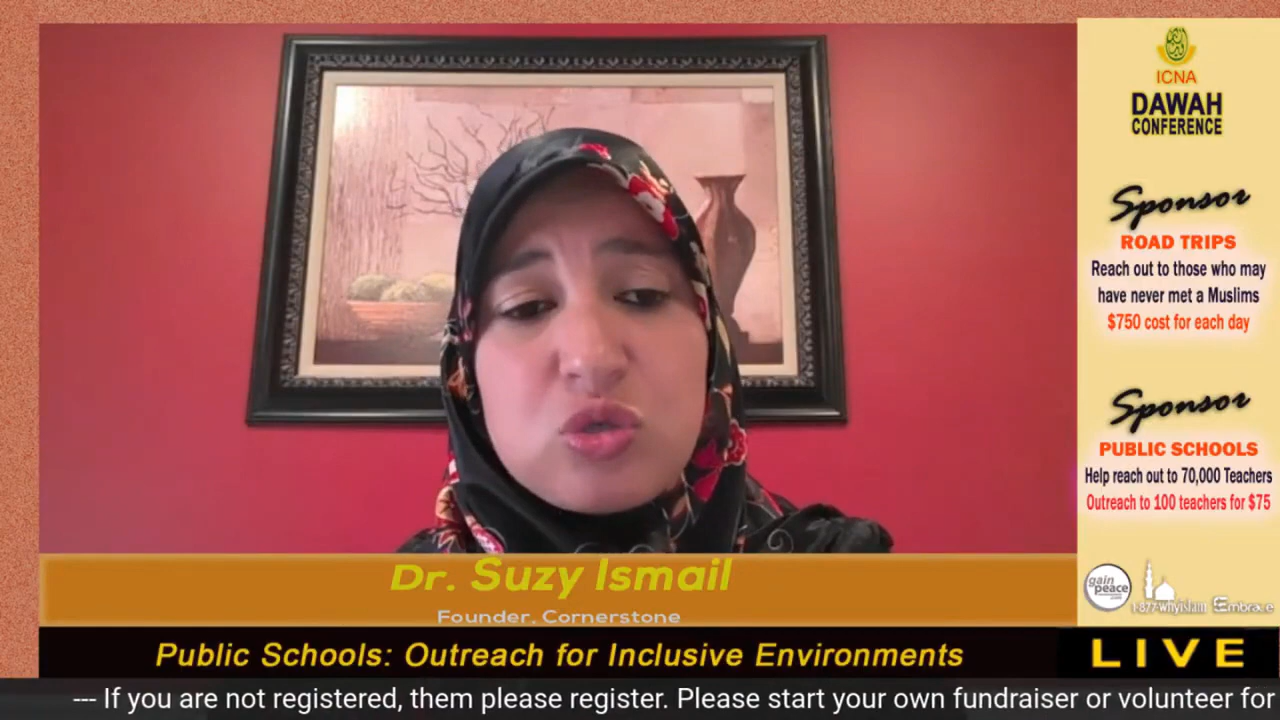 ICNA
DAWAH
CONFERENCE
Sponsor
ROAD TRIPS
Reach out to those who may
have never met a Muslims
$750 cost for each day
Sponsor
PUBLIC SCHOOLS
Help reach out to 70,000 Teachers
Outreach to 100 teachers for $75
gain
peace
1-877-whyislam
Embrace
Dr. Suzy Ismail
Founder, Cornerstone
Public Schools: Outreach for Inclusive Environments
LIVE
--- If you are not registered, them please register. Please start your own fundraiser or volunteer for